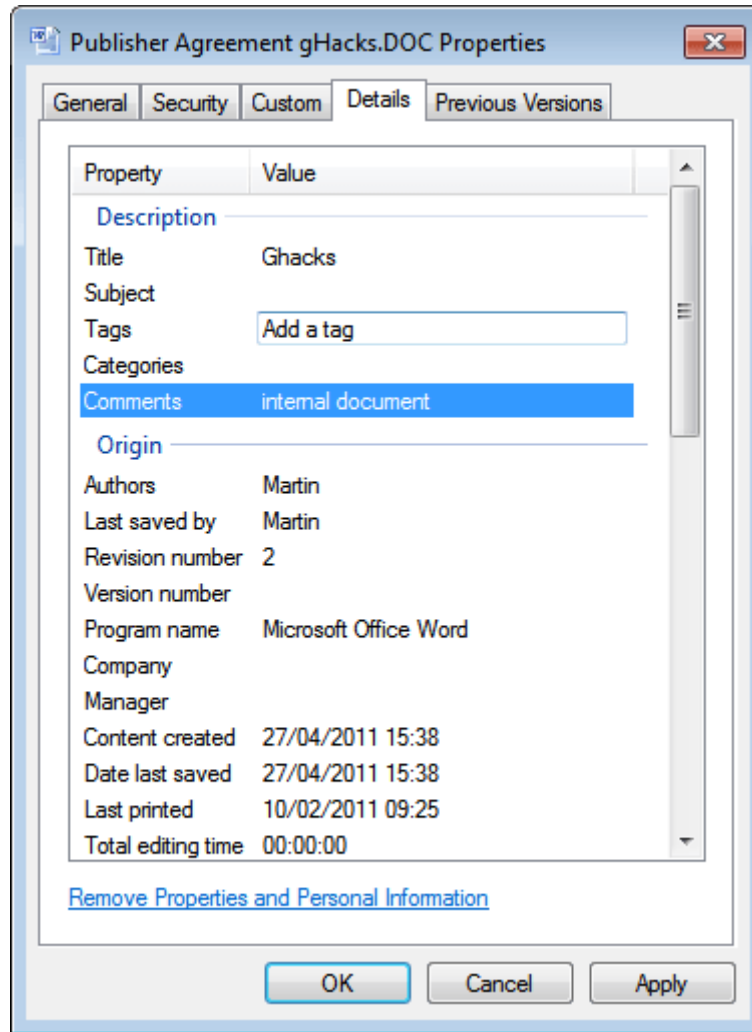 Publisher Agreement gHacks.DOC Properties
General Security Custom Details Previous Versions
Property Value
Description
Title Ghacks
Subject
Tags Add a tag
Categories
Comments internal document
Origin
Authors Martin
Last saved by Martin
Revision number 2
Version number
Program name Microsoft Office Word
Company
Manager
Content created 27/04/2011 15:38
Date last saved 27/04/2011 15:38
Last printed 10/02/2011 09:25
Total editing time 00:00:00
Remove Properties and Personal Information
OK Cancel Apply